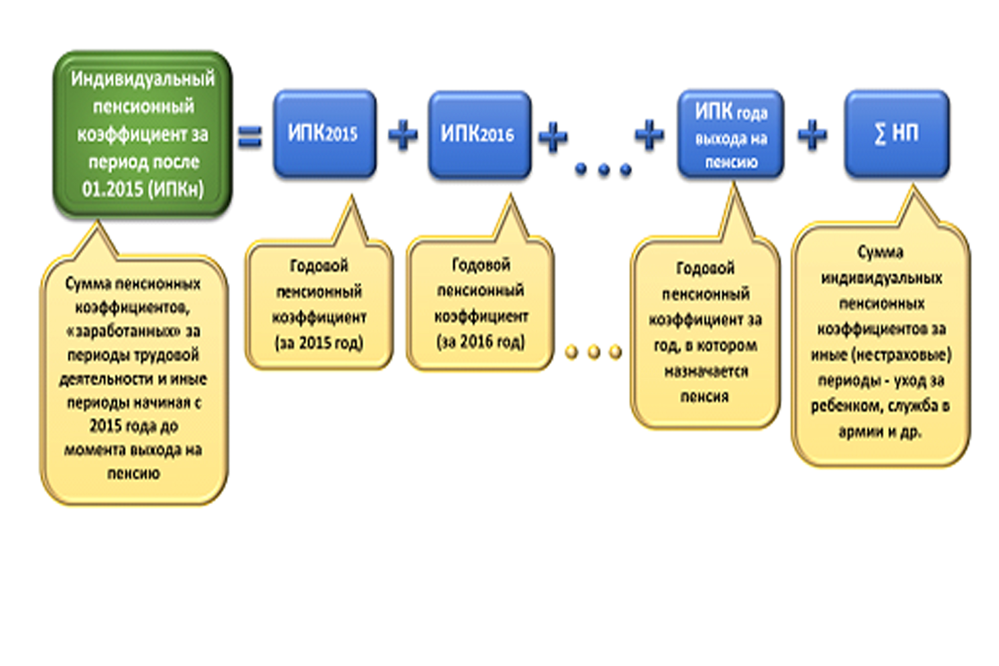 Индивидуальный
пенсионный
коэффициент за
период после
01.2015 (ИПКн)
=
ИПК2015
+
ИПК2016
+
...
+
ИПК года
выхода на
пенсию
+
∑ НП
Сумма пенсионных
коэффициентов,
«заработанных» за
периоды трудовой
деятельности и иные
периоды начиная с
2015 года до
момента выхода на
пенсию
Годовой
пенсионный
коэффициент
(за 2015 год)
Годовой
пенсионный
коэффициент
(за 2016 год)
...
Годовой
пенсионный
коэффициент за
год, в котором
назначается
пенсия
Сумма
индивидуальных
пенсионных
коэффициентов за
иные (нестраховые)
периоды - уход за
ребенком, служба в
армии и др.